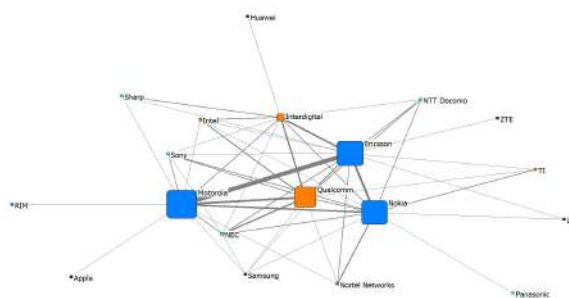 Huawei
Sharp
NTT Docomo
Interdigital
Intel
ZTE
Ericsson
Sony
TI
Motorola
Qualcomm.
Nokia
RIM
NEC
Samsung
Apple
Nortel Networks
Panasonic